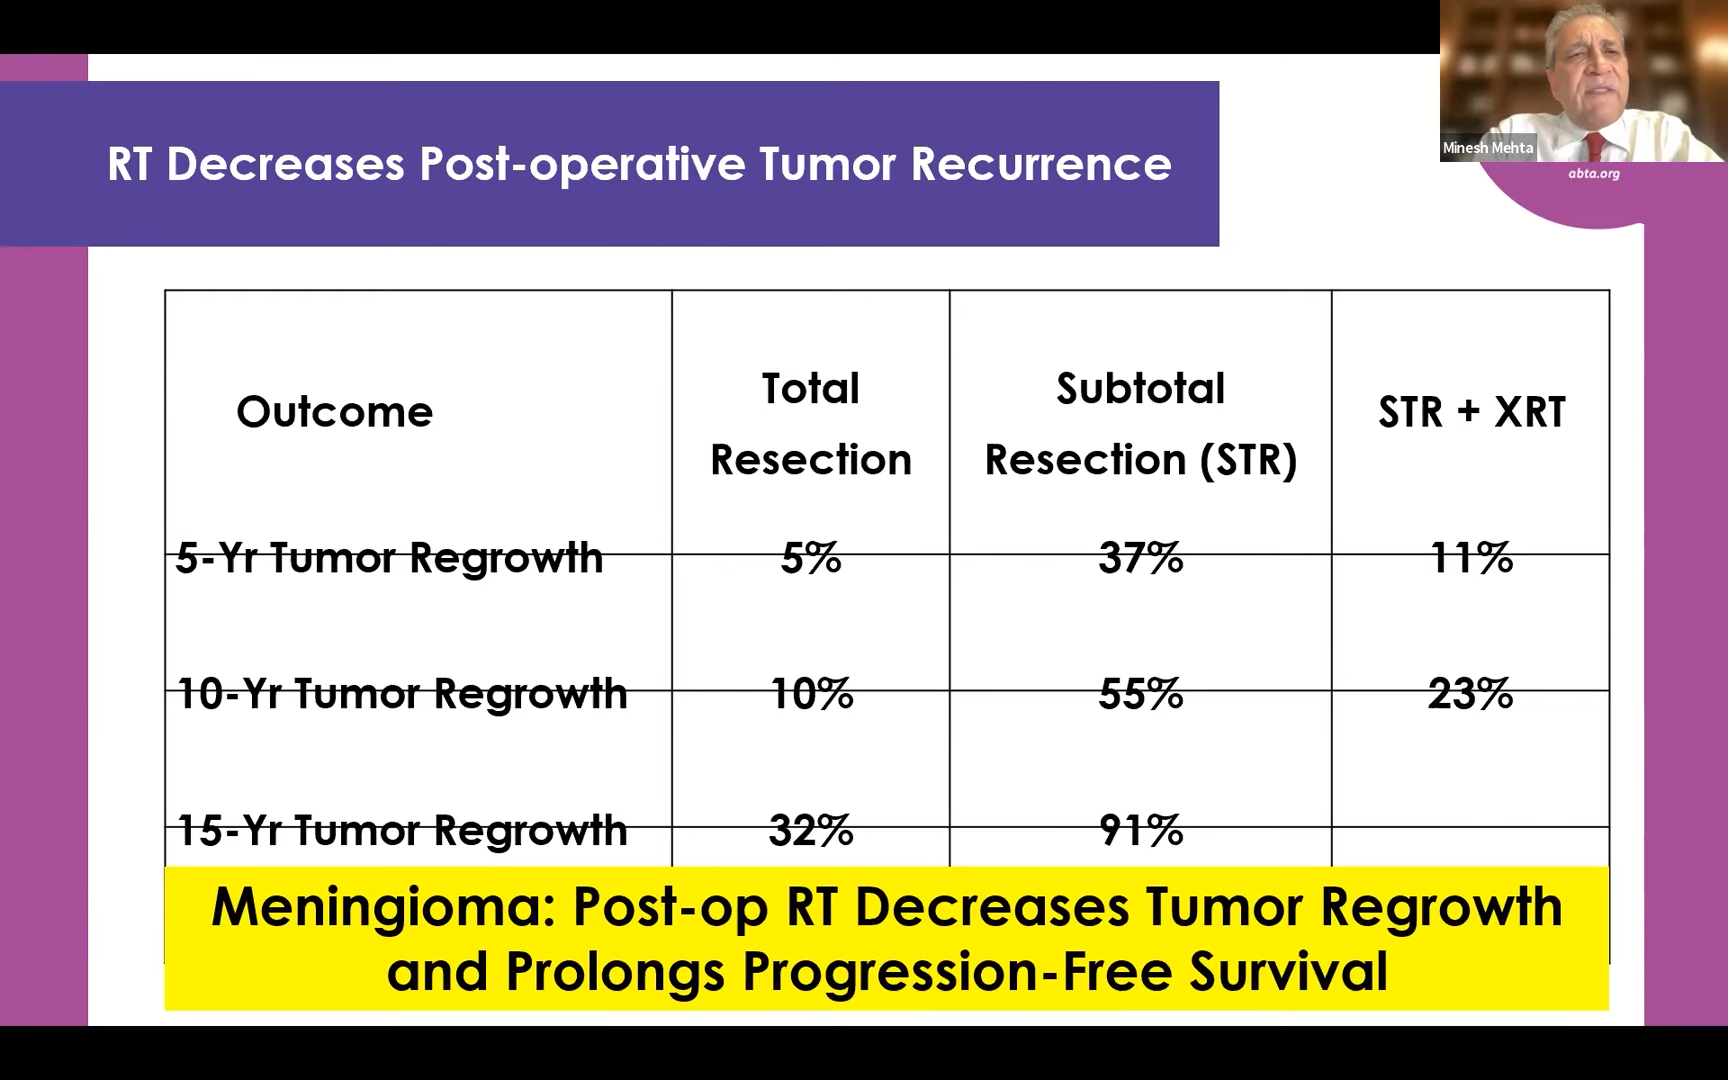 Minesh Mehta
abta.org
RT Decreases Post-operative Tumor Recurrence
Outcome
Total
Resection
Subtotal
Resection (STR)
STR + XRT
5-Yr Tumor Regrowth 5% 37% 11%
10-Yr Tumor Regrowth 10% 55% 23%
15-Yr Tumor Regrowth 32% 91%
Meningioma: Post-op RT Decreases Tumor Regrowth
and Prolongs Progression-Free Survival